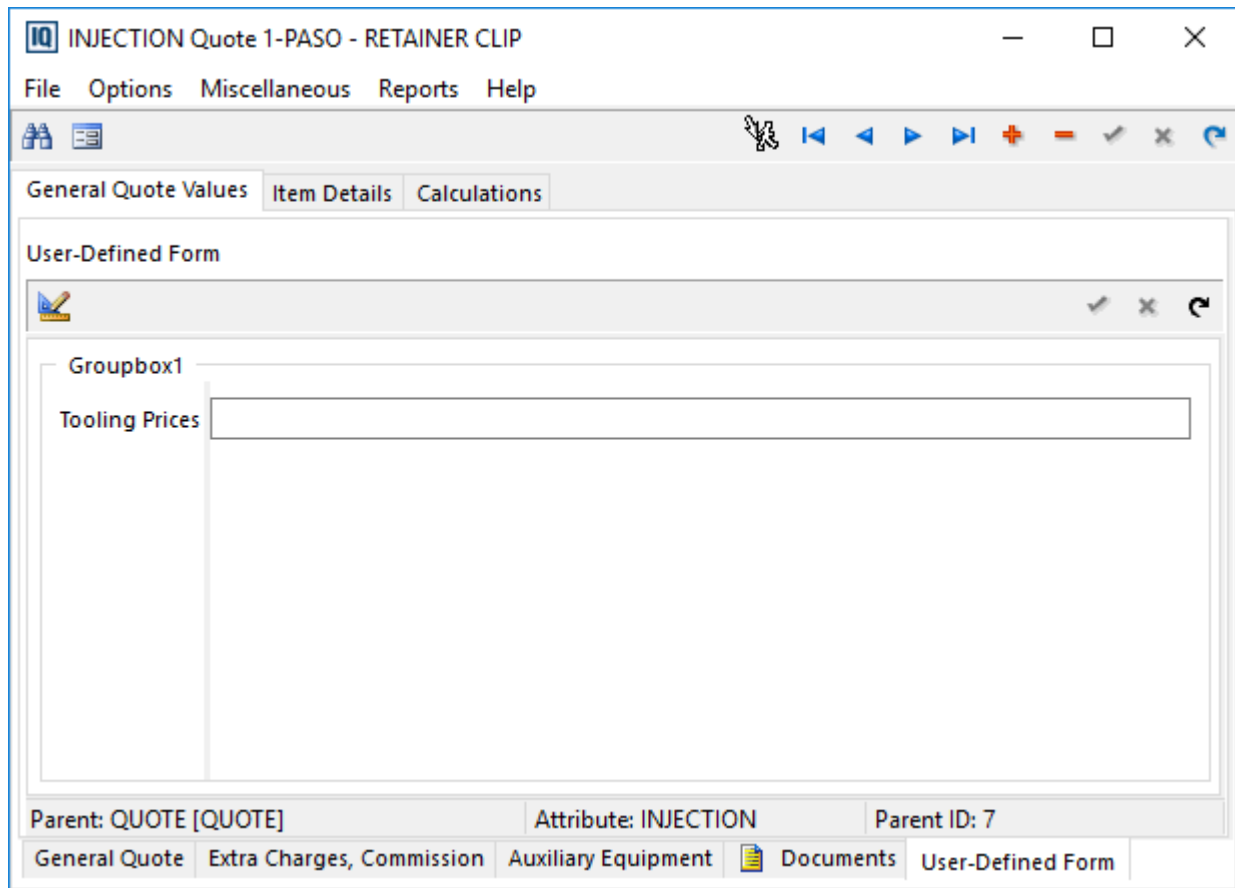 IQ INJECTION Quote 1-PASO - RETAINER CLIP
File Options Miscellaneous Reports Help
General Quote Values Item Details Calculations
User-Defined Form
Groupbox1
Tooling Prices
Parent: QUOTE [QUOTE] Attribute: INJECTION Parent ID: 7
General Quote Extra Charges, Commission Auxiliary Equipment Documents User-Defined Form